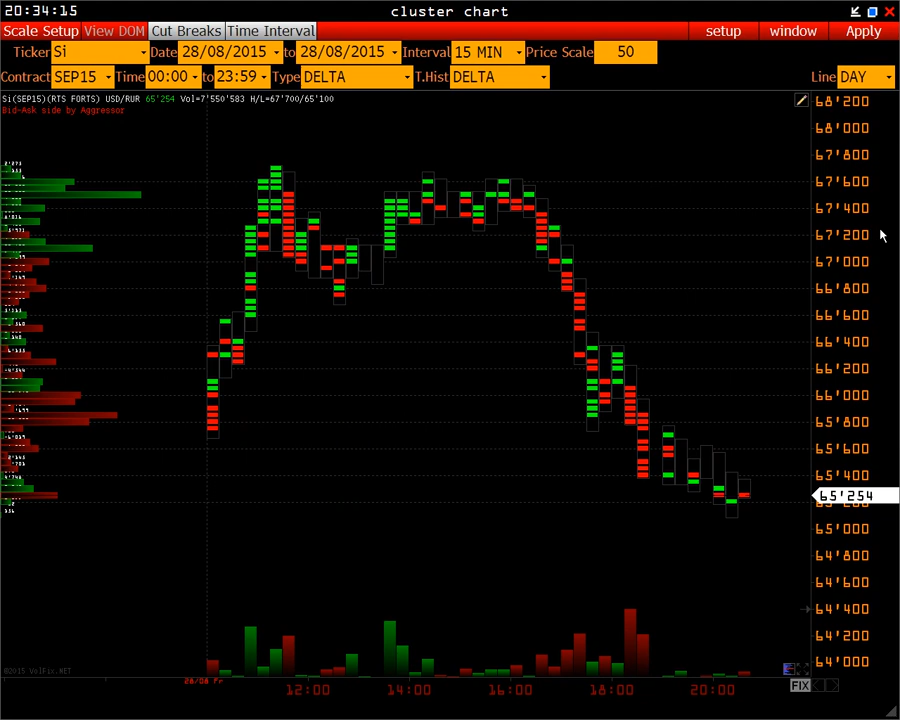 20:34:15 cluster chart
Scale Setup View DOM Cut Breaks Time Interval setup window Apply
Ticker Si Date 28/08/2015 to 28/08/2015 Interval 15 MIN Price Scale 50
Contract SEP15 Time 00:00 to 23:59 Type DELTA T.Hist DELTA Line DAY
Si(SEP15)(RTS FORTS) USD/RUR 65'254 Vol=7'550'583 H/L=67'700/65'100
Bid-Ask side by Aggressor
68'200
68'000
67'800
67'600
67'400
67'200
67'000
66'800
66'600
66'400
66'200
66'000
65'800
65'600
65'400
65'254
65'000
64'800
64'600
64'400
64'200
64'000
©2015 VolFix.NET
FIX
28/08 Fr 12:00 14:00 16:00 18:00 20:00